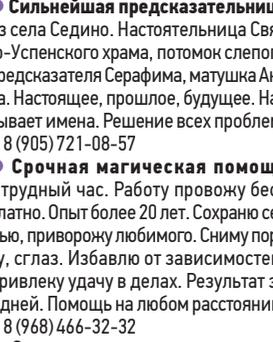 Сильнейшая предсказательниц
з села Седино. Настоятельница Свя
о-Успенского храма, потомок слепог
редсказателя Серафима, матушка Ан
а. Настоящее, прошлое, будущее. На
ывает имена. Решение всех пробле
8 (905) 721-08-57
Срочная магическая помощ
трудный час. Работу провожу бес
латно. Опыт более 20 лет. Сохраню се
ью, приворожу любимого. Сниму пор
у, сглаз. Избавлю от зависимосте
ривлеку удачу в делах. Результат з
дней. Помощь на любом расстояни
8 (968) 466-32-32